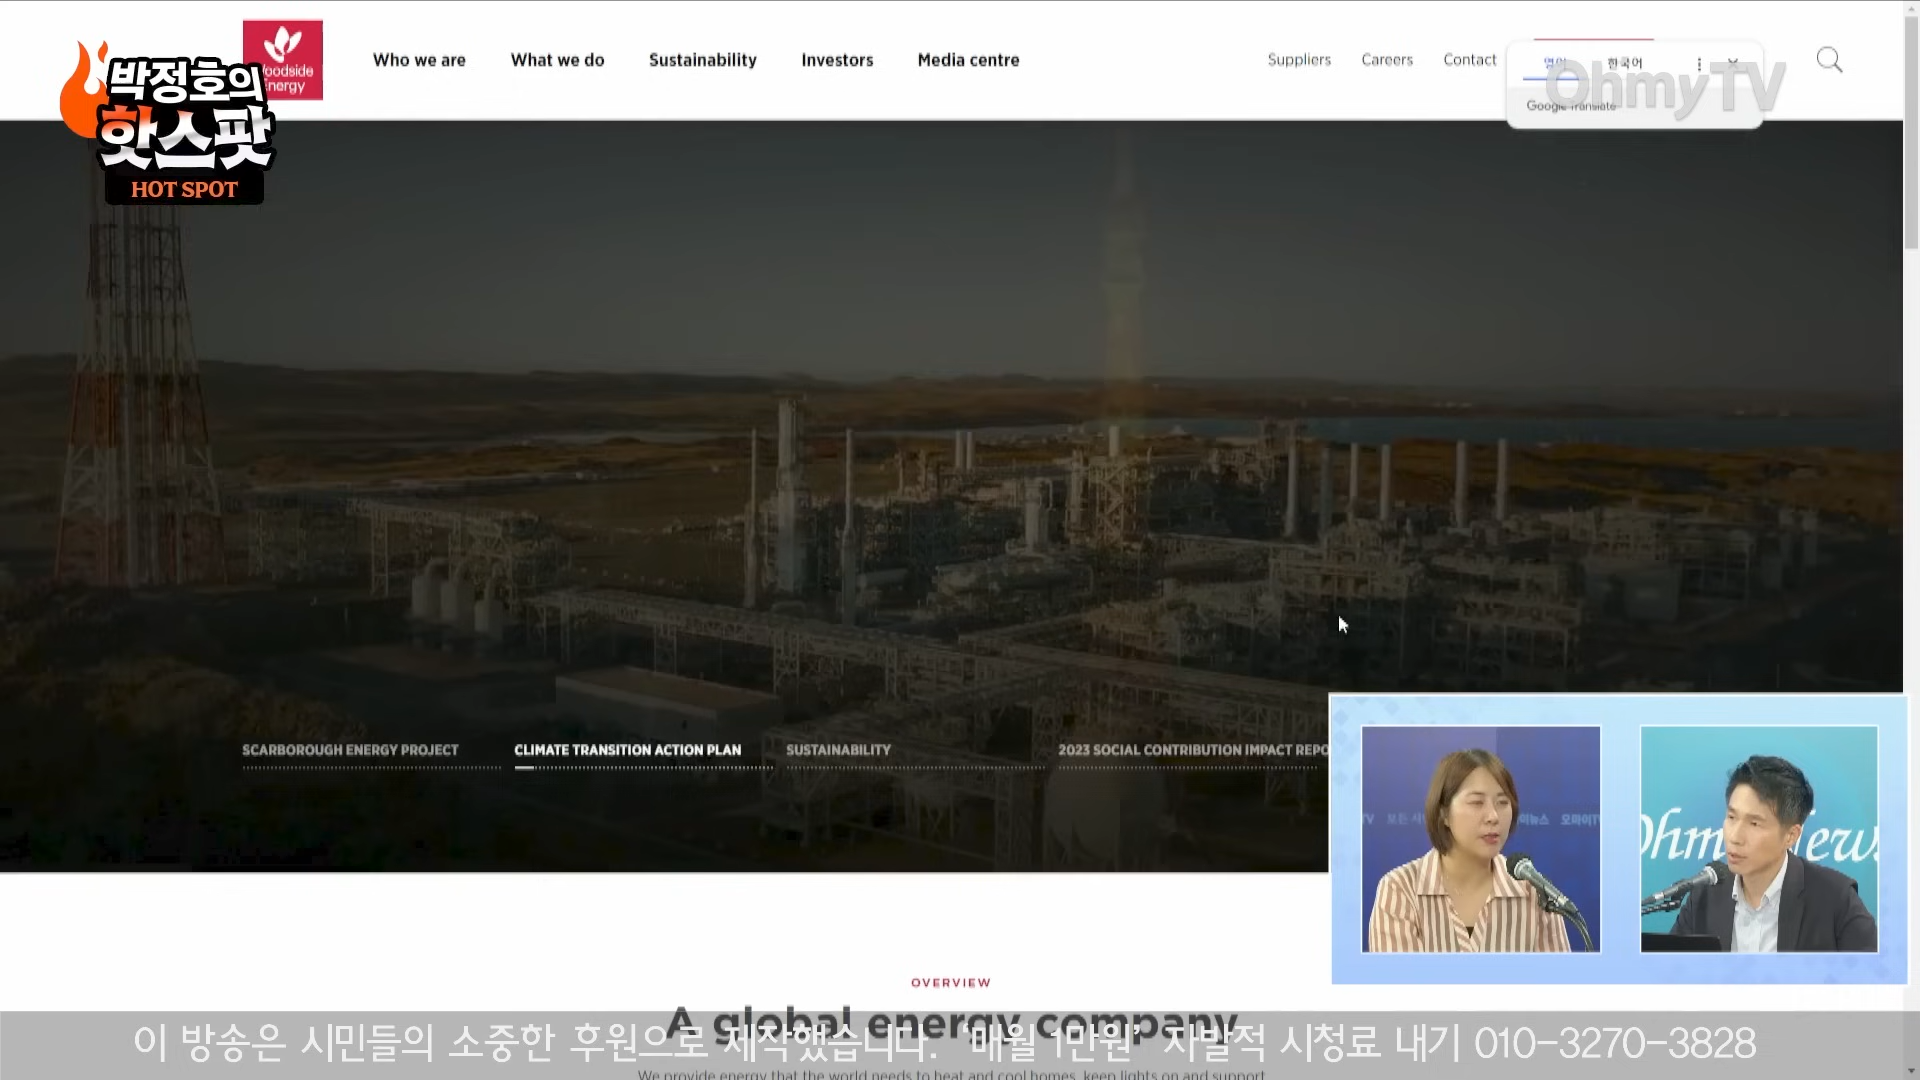 박정호의
핫스팟
HOT SPOT
Woodside
Energy
Who we are
What we do
Sustainability
Investors
Media centre
Suppliers
Careers
Contact
영어
한국어
Google Translate
OhmyTV
SCARBOROUGH ENERGY PROJECT
CLIMATE TRANSITION ACTION PLAN
SUSTAINABILITY
2023 SOCIAL CONTRIBUTION IMPACT REPO
OVERVIEW
A global energy company
이 방송은 시민들의 소중한 후원으로 제작했습니다. '매월 1만원' 자발적 시청료 내기 010-3270-3828
We provide energy that the world needs to heat and cool homes, keep lights on and support